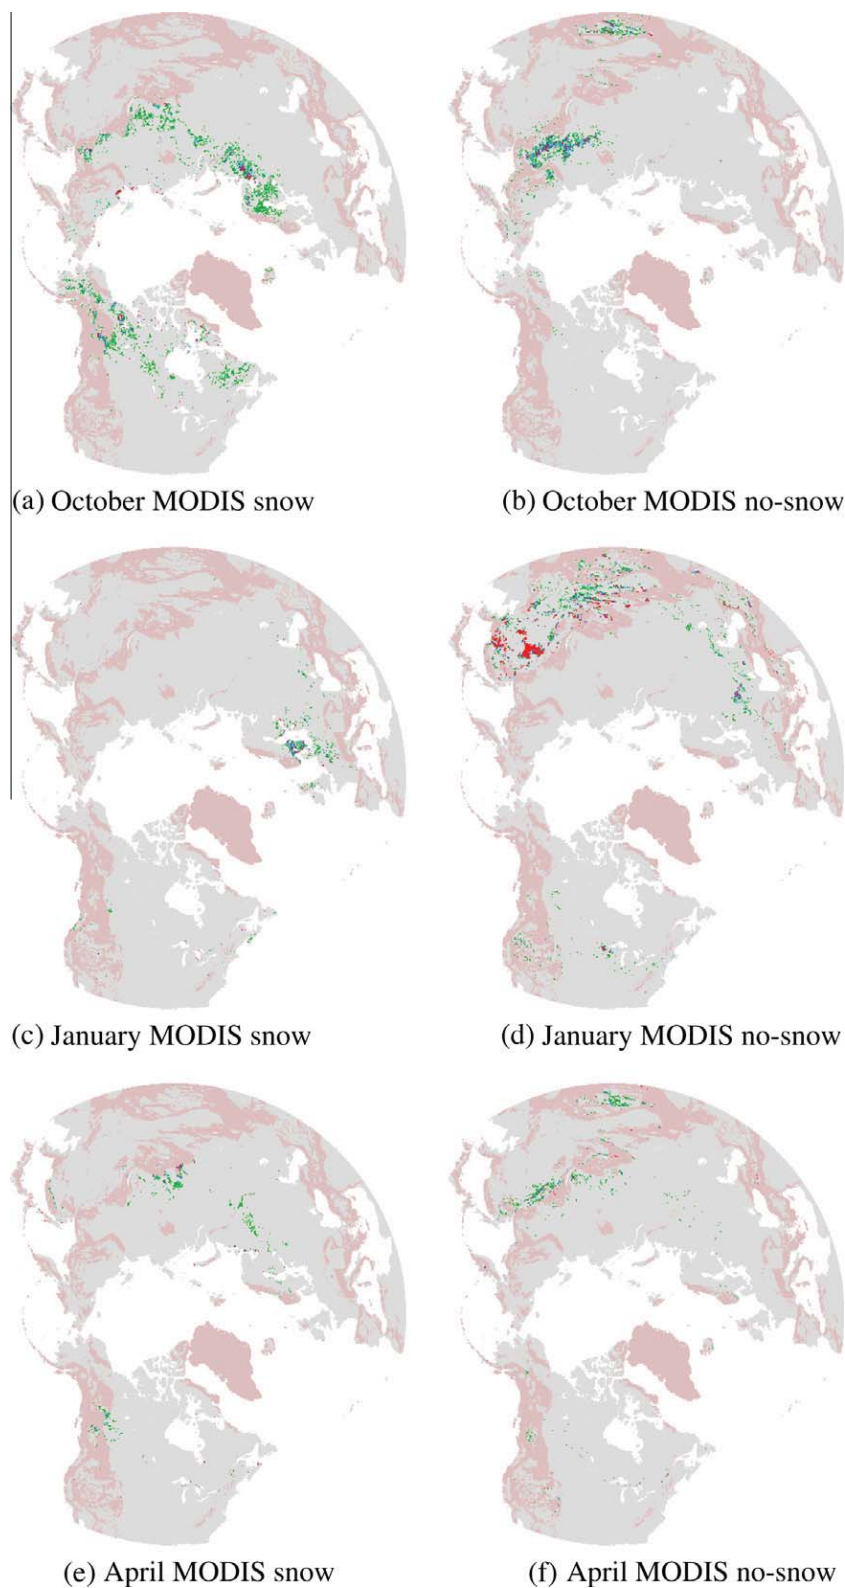 (a) October MODIS snow
(b) October MODIS no-snow
(c) January MODIS snow
(d) January MODIS no-snow
(e) April MODIS snow
(f) April MODIS no-snow